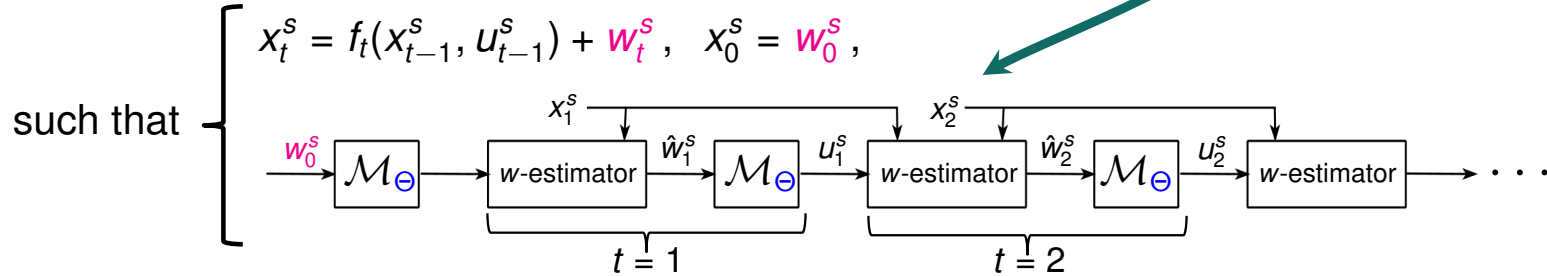 x_t^s = f_t(x_{t-1}^s, u_{t-1}^s) + w_t^s , x_0^s = w_0^s ,
such that
x_1^s x_2^s
w_0^s ℳ_Θ w-estimator ŵ_1^s ℳ_Θ u_1^s w-estimator ŵ_2^s ℳ_Θ u_2^s w-estimator · · ·
t = 1 t = 2